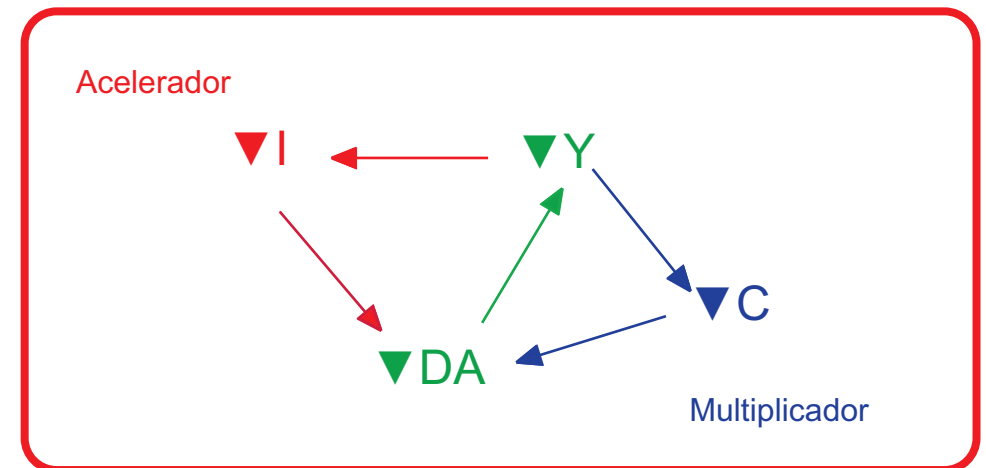 Acelerador
▼I
▼Y
▼C
▼DA
Multiplicador